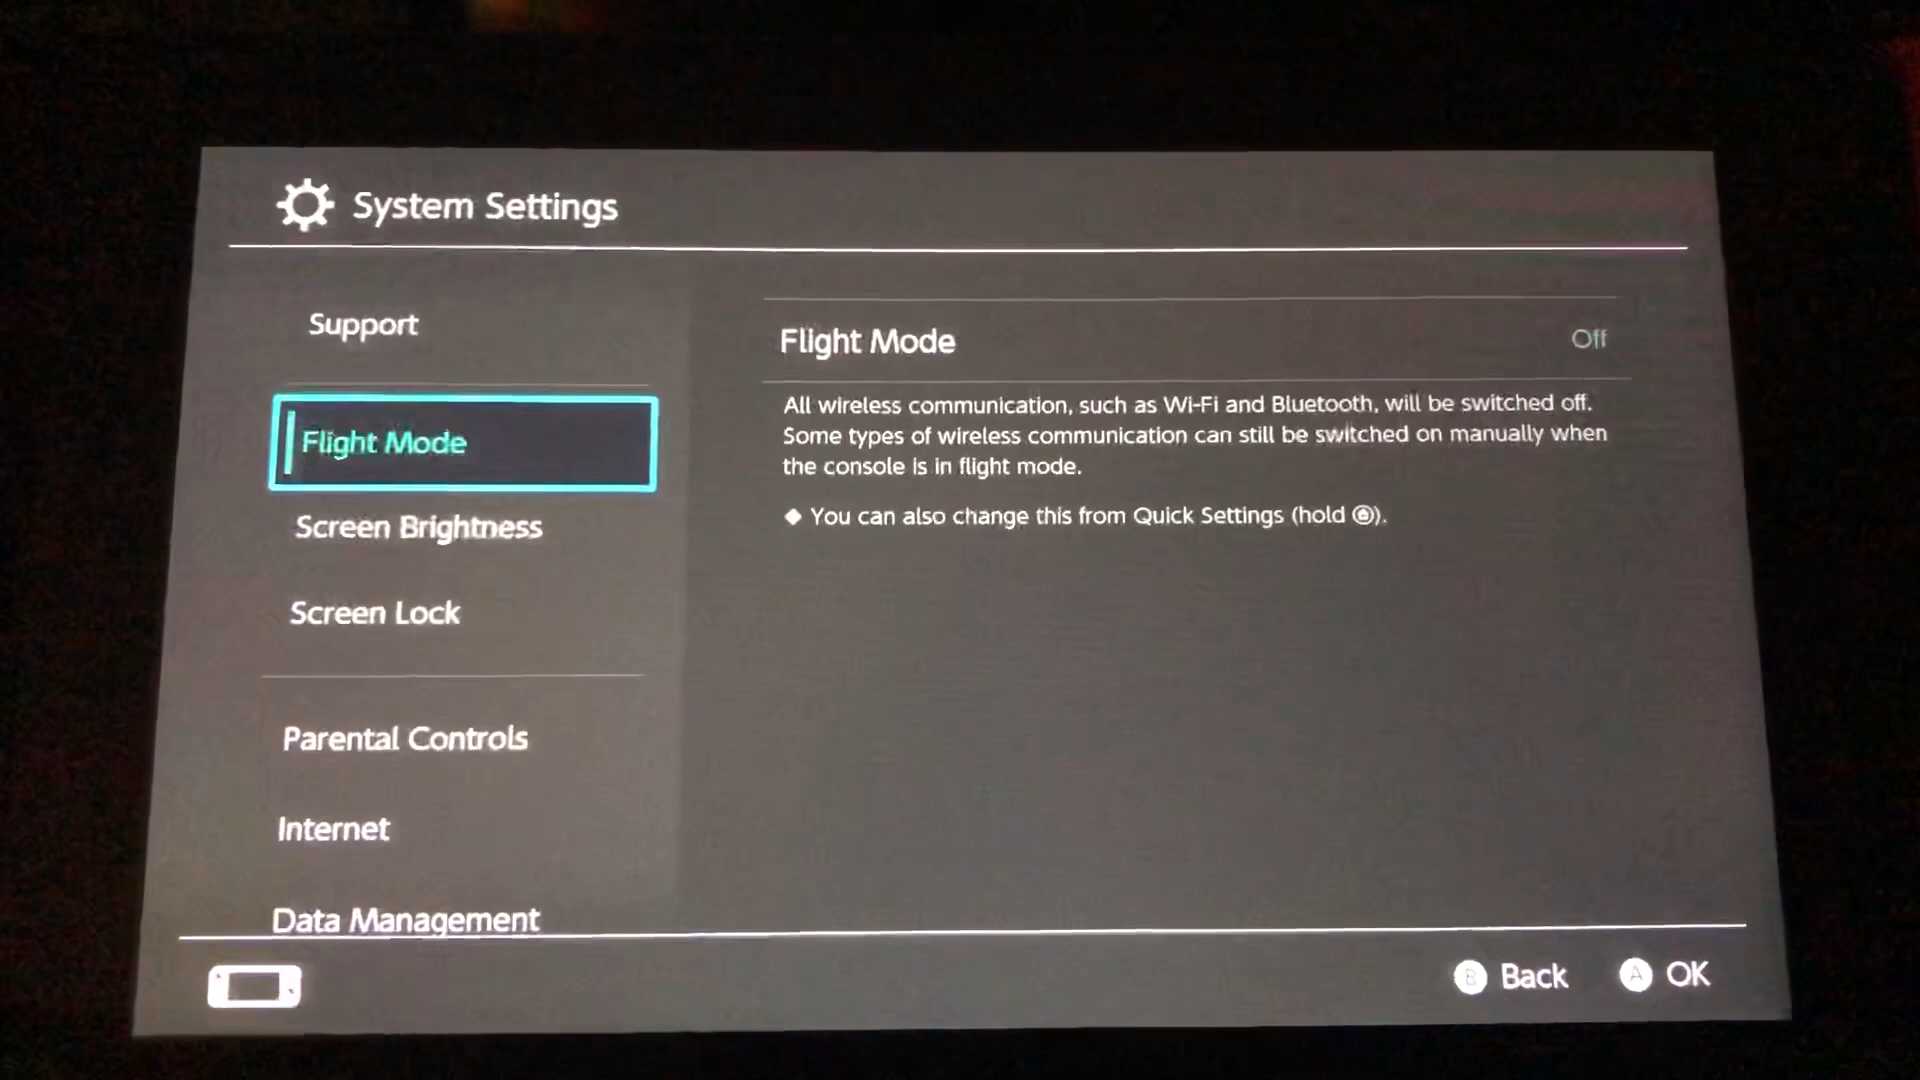 System Settings
Support
Flight Mode
Screen Brightness
Screen Lock
Parental Controls
Internet
Data Management
Flight Mode Off
All wireless communication, such as Wi-Fi and Bluetooth, will be switched off.
Some types of wireless communication can still be switched on manually when
the console is in flight mode.
◆ You can also change this from Quick Settings (hold ).
B Back A OK